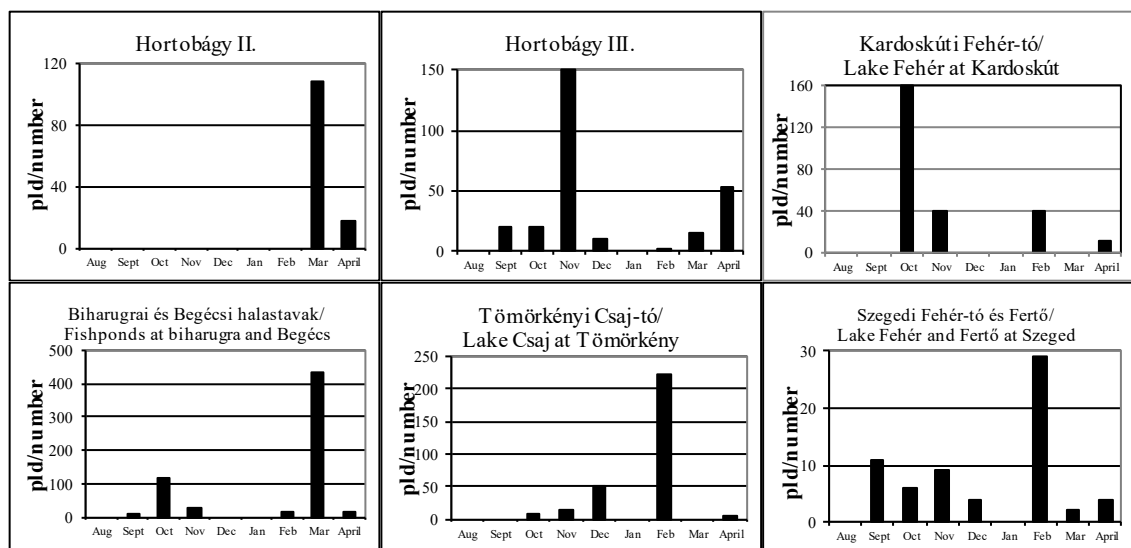 Hortobágy II.
pld/number
120
80
40
0
Aug Sept Oct Nov Dec Jan Feb Mar April
Hortobágy III.
pld/number
150
100
50
0
Aug Sept Oct Nov Dec Jan Feb Mar April
Kardoskúti Fehér-tó/
Lake Fehér at Kardoskút
pld/number
160
120
80
40
0
Aug Sept Oct Nov Dec Jan Feb Mar April
Biharugrai és Begécsi halastavak/
Fishponds at biharugra and Begécs
pld/number
500
400
300
200
100
0
Aug Sept Oct Nov Dec Jan Feb Mar April
Tömörkényi Csaj-tó/
Lake Csaj at Tömörkény
pld/number
250
200
150
100
50
0
Aug Sept Oct Nov Dec Jan Feb Mar April
Szegedi Fehér-tó és Fertő/
Lake Fehér and Fertő at Szeged
pld/number
30
20
10
0
Aug Sept Oct Nov Dec Jan Feb Mar April